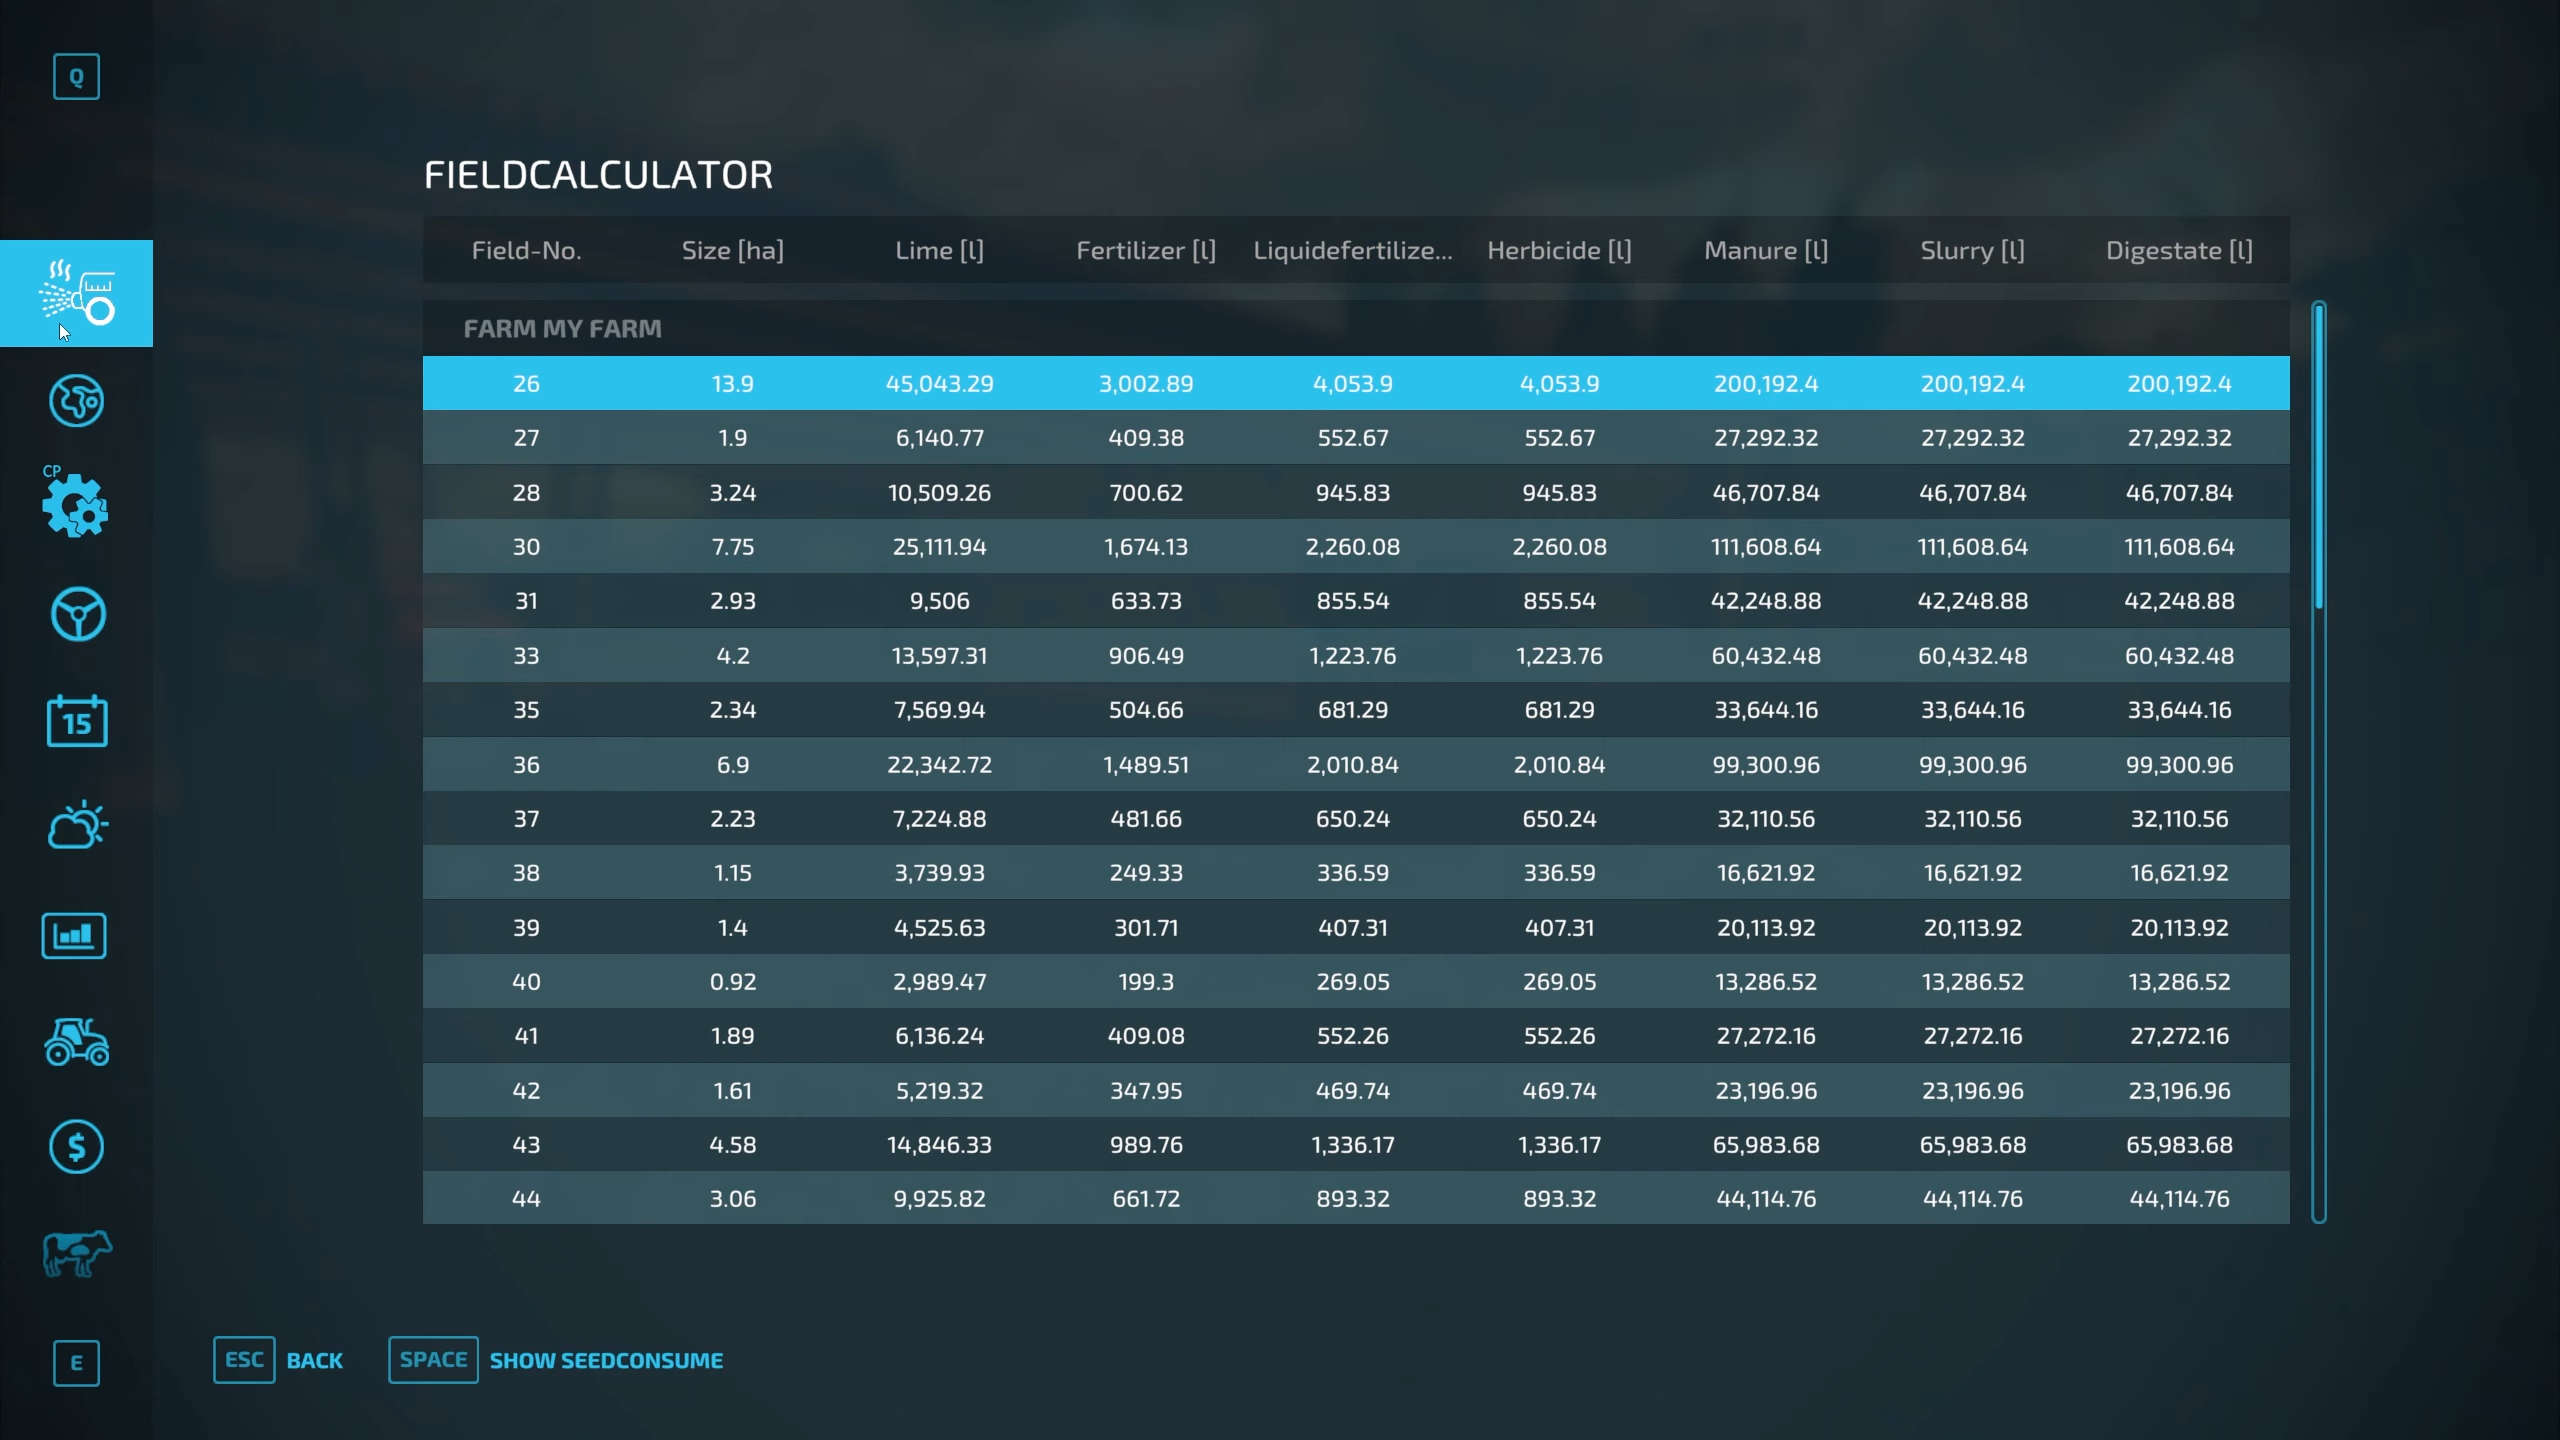 Q
FIELDCALCULATOR
Field-No. Size [ha] Lime [l] Fertilizer [l] Liquidefertilize... Herbicide [l] Manure [l] Slurry [l] Digestate [l]
FARM MY FARM
26 13.9 45,043.29 3,002.89 4,053.9 4,053.9 200,192.4 200,192.4 200,192.4
27 1.9 6,140.77 409.38 552.67 552.67 27,292.32 27,292.32 27,292.32
28 3.24 10,509.26 700.62 945.83 945.83 46,707.84 46,707.84 46,707.84
30 7.75 25,111.94 1,674.13 2,260.08 2,260.08 111,608.64 111,608.64 111,608.64
31 2.93 9,506 633.73 855.54 855.54 42,248.88 42,248.88 42,248.88
33 4.2 13,597.31 906.49 1,223.76 1,223.76 60,432.48 60,432.48 60,432.48
35 2.34 7,569.94 504.66 681.29 681.29 33,644.16 33,644.16 33,644.16
36 6.9 22,342.72 1,489.51 2,010.84 2,010.84 99,300.96 99,300.96 99,300.96
37 2.23 7,224.88 481.66 650.24 650.24 32,110.56 32,110.56 32,110.56
38 1.15 3,739.93 249.33 336.59 336.59 16,621.92 16,621.92 16,621.92
39 1.4 4,525.63 301.71 407.31 407.31 20,113.92 20,113.92 20,113.92
40 0.92 2,989.47 199.3 269.05 269.05 13,286.52 13,286.52 13,286.52
41 1.89 6,136.24 409.08 552.26 552.26 27,272.16 27,272.16 27,272.16
42 1.61 5,219.32 347.95 469.74 469.74 23,196.96 23,196.96 23,196.96
43 4.58 14,846.33 989.76 1,336.17 1,336.17 65,983.68 65,983.68 65,983.68
44 3.06 9,925.82 661.72 893.32 893.32 44,114.76 44,114.76 44,114.76
CP
15
$
E
ESC BACK SPACE SHOW SEEDCONSUME